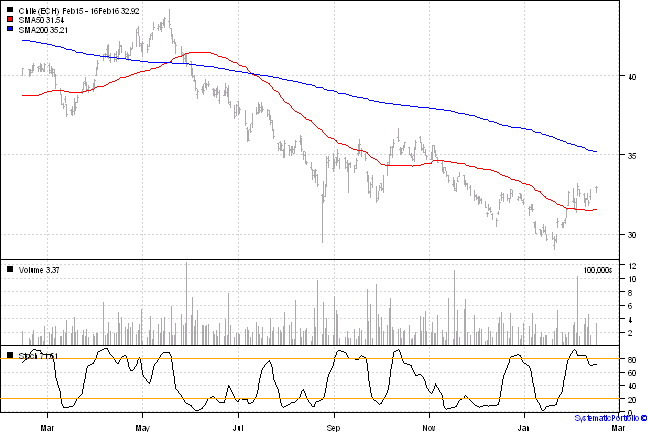 Chile (ECH) Feb15 - 16Feb16 32.92
SMA50 31.54
SMA200 35.21
40
35
30
Volume 3.37
100,000s
12
10
8
6
4
2
80
60
40
20
0
Mar May Jul Sep Nov Jan Mar
SystematicPortfolio ©